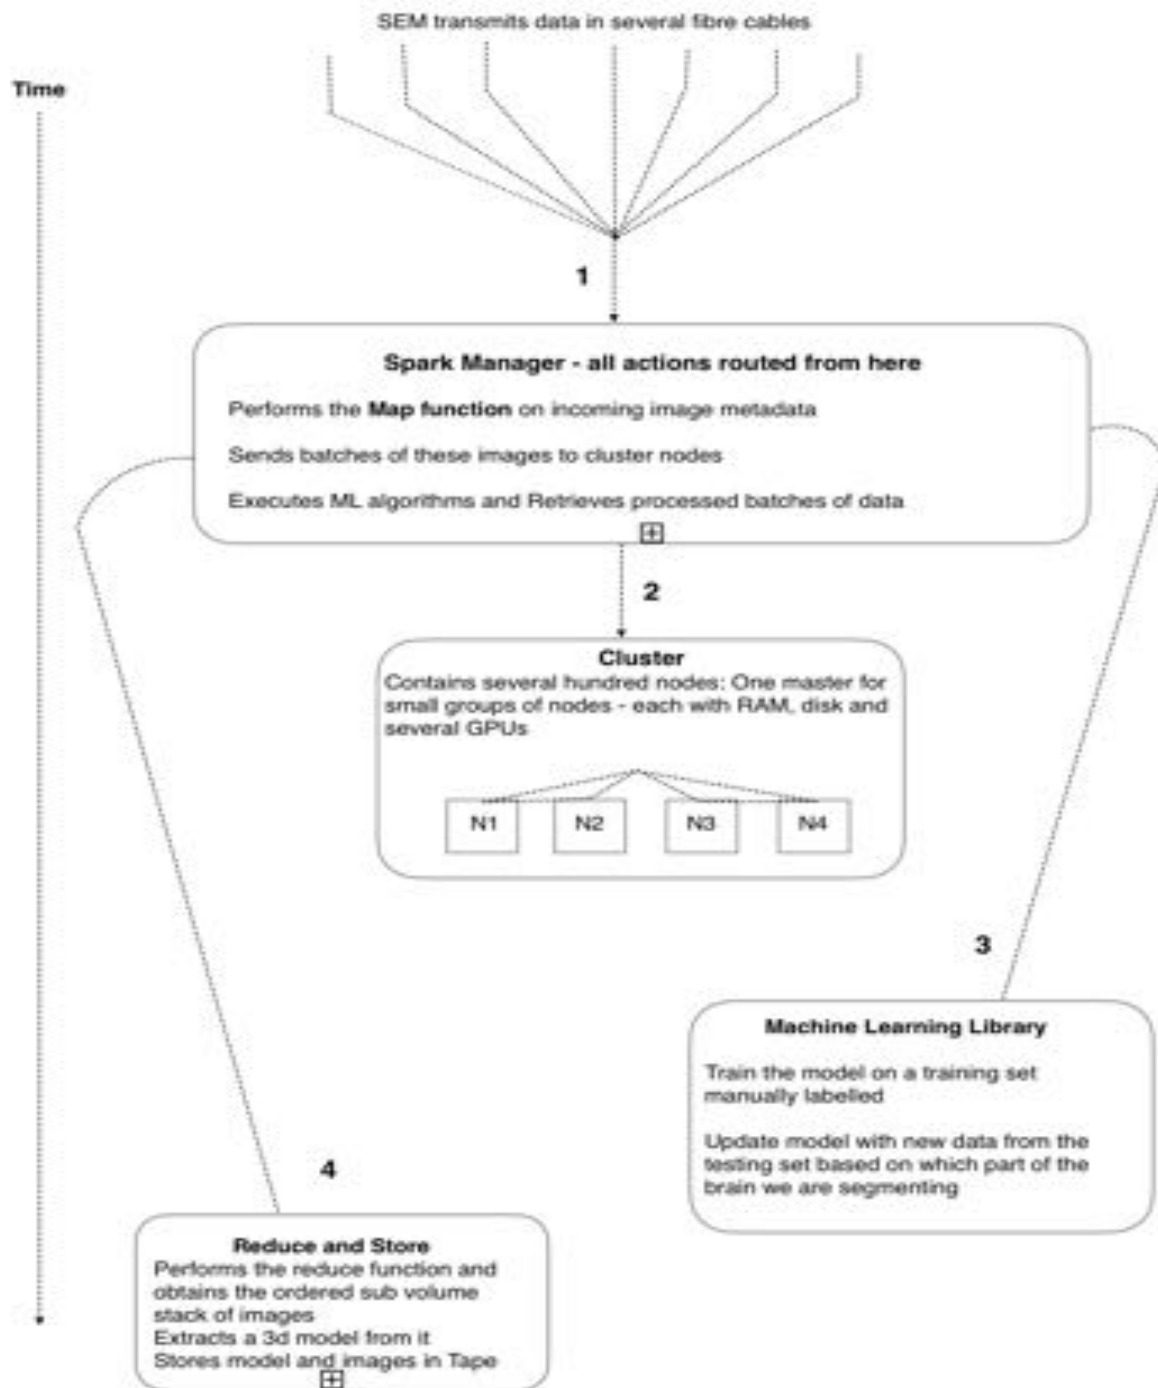 SEM transmits data in several fibre cables
Time
1
Spark Manager - all actions routed from here
Performs the Map function on incoming image metadata
Sends batches of these images to cluster nodes
Executes ML algorithms and Retrieves processed batches of data
2
Cluster
Contains several hundred nodes: One master for
small groups of nodes - each with RAM, disk and
several GPUs
N1 N2 N3 N4
3
Machine Learning Library
Train the model on a training set
manually labelled
Update model with new data from the
testing set based on which part of the
brain we are segmenting
4
Reduce and Store
Performs the reduce function and
obtains the ordered sub volume
stack of images
Extracts a 3d model from it
Stores model and images in Tape